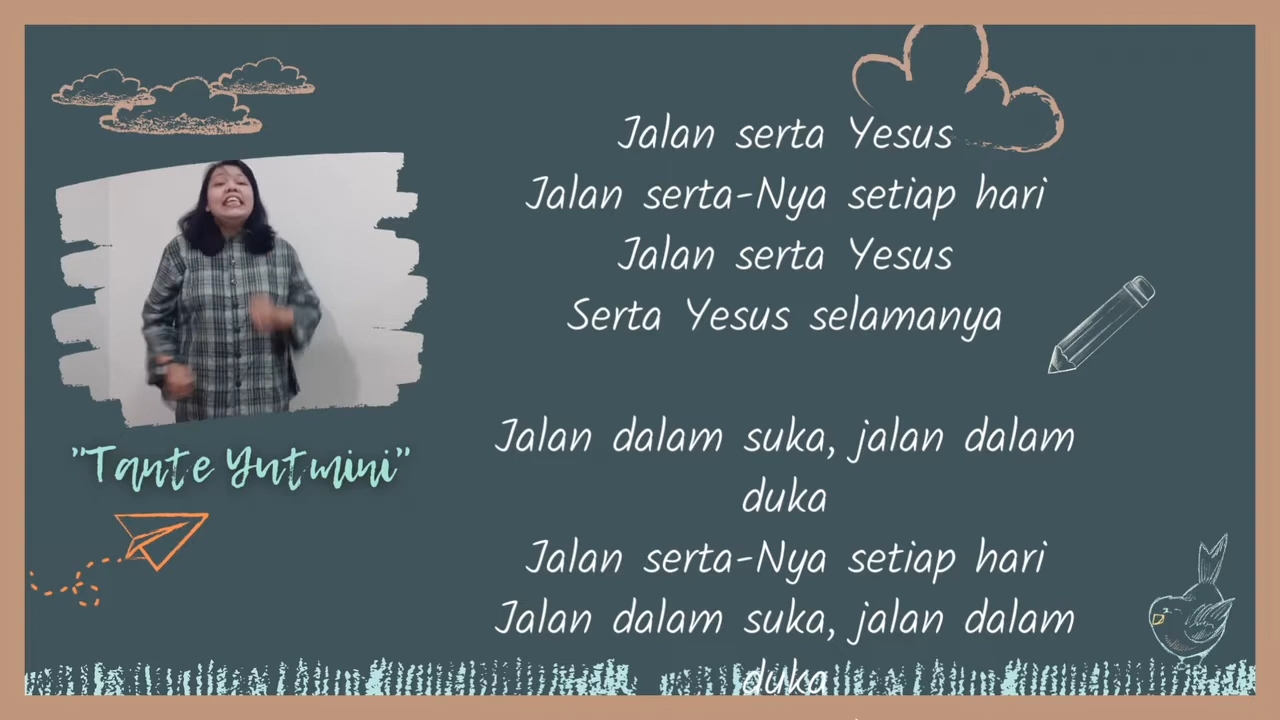 Jalan serta Yesus
Jalan serta-Nya setiap hari
Jalan serta Yesus
Serta Yesus selamanya
Jalan dalam suka, jalan dalam
duka
Jalan serta-Nya setiap hari
Jalan dalam suka, jalan dalam
duka
"Tante Yutmini"